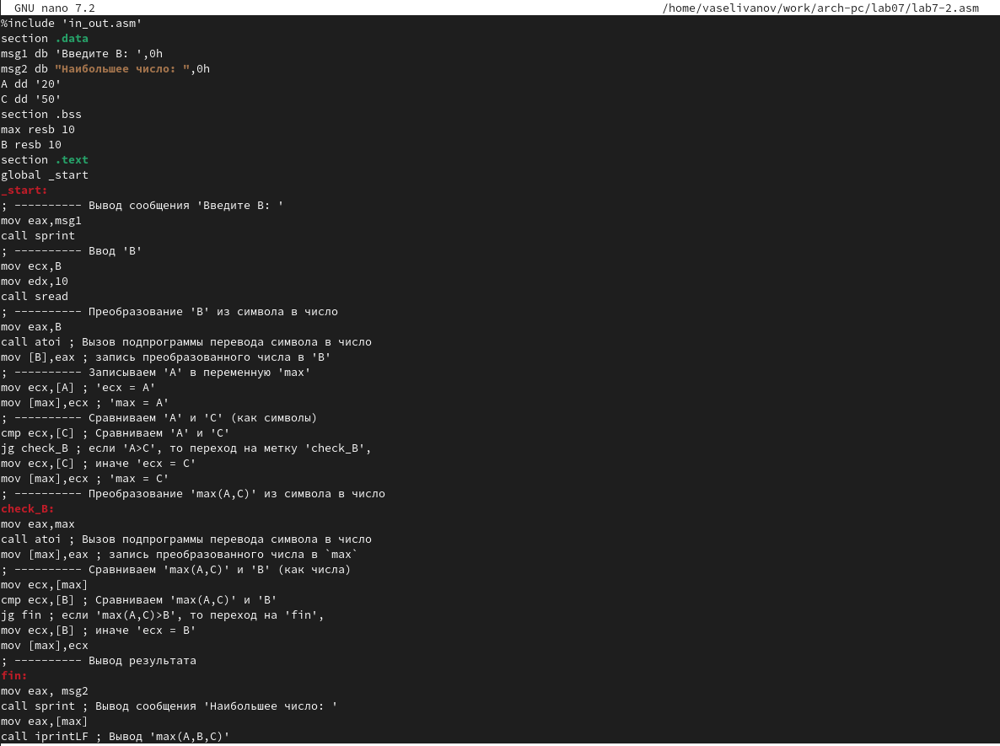 GNU nano 7.2 /home/vaselivanov/work/arch-pc/lab07/lab7-2.asm
%include 'in_out.asm'
section .data
msg1 db 'Введите B: ',0h
msg2 db "Наибольшее число: ",0h
A dd '20'
C dd '50'
section .bss
max resb 10
B resb 10
section .text
global _start
_start:
; ---------- Вывод сообщения 'Введите B: '
mov eax,msg1
call sprint
; ---------- Ввод 'B'
mov ecx,B
mov edx,10
call sread
; ---------- Преобразование 'B' из символа в число
mov eax,B
call atoi ; Вызов подпрограммы перевода символа в число
mov [B],eax ; запись преобразованного числа в 'B'
; ---------- Записываем 'A' в переменную 'max'
mov ecx,[A] ; 'ecx = A'
mov [max],ecx ; 'max = A'
; ---------- Сравниваем 'A' и 'С' (как символы)
cmp ecx,[C] ; Сравниваем 'A' и 'С'
jg check_B ; если 'A>C', то переход на метку 'check_B',
mov ecx,[C] ; иначе 'ecx = C'
mov [max],ecx ; 'max = C'
; ---------- Преобразование 'max(A,C)' из символа в число
check_B:
mov eax,max
call atoi ; Вызов подпрограммы перевода символа в число
mov [max],eax ; запись преобразованного числа в `max`
; ---------- Сравниваем 'max(A,C)' и 'B' (как числа)
mov ecx,[max]
cmp ecx,[B] ; Сравниваем 'max(A,C)' и 'B'
jg fin ; если 'max(A,C)>B', то переход на 'fin',
mov ecx,[B] ; иначе 'ecx = B'
mov [max],ecx
; ---------- Вывод результата
fin:
mov eax, msg2
call sprint ; Вывод сообщения 'Наибольшее число: '
mov eax,[max]
call iprintLF ; Вывод 'max(A,B,C)'